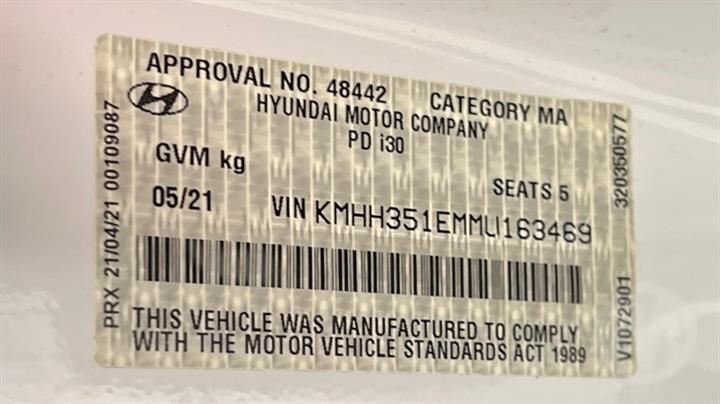 APPROVAL NO. 48442 CATEGORY MA
HYUNDAI MOTOR COMPANY
PD i30
GVM kg
SEATS 5
05/21 VIN KMHH351EMMU163469
THIS VEHICLE WAS MANUFACTURED TO COMPLY
WITH THE MOTOR VEHICLE STANDARDS ACT 1989
PRX 21/04/21 00109087
V1072901 320350577